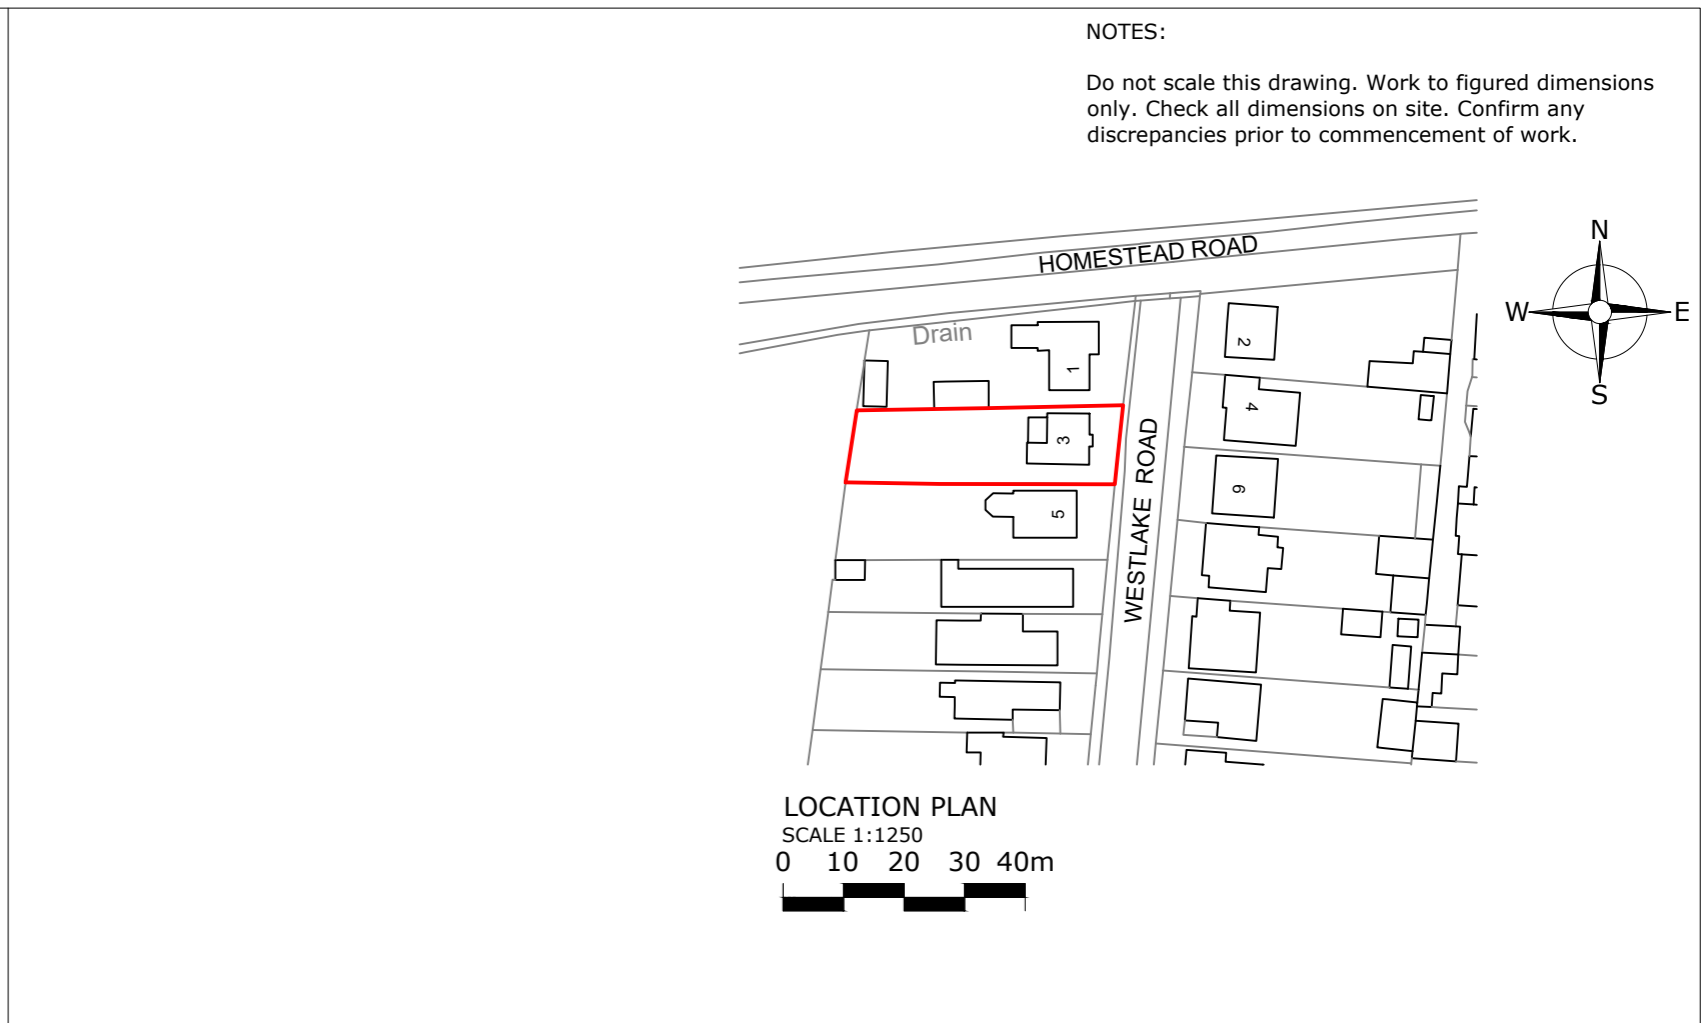 NOTES:
Do not scale this drawing. Work to figured dimensions
only. Check all dimensions on site. Confirm any
discrepancies prior to commencement of work.
N
W
E
S
HOMESTEAD ROAD
Drain
1
2
3
4
5
6
WESTLAKE ROAD
LOCATION PLAN
SCALE 1:1250
0 10 20 30 40m